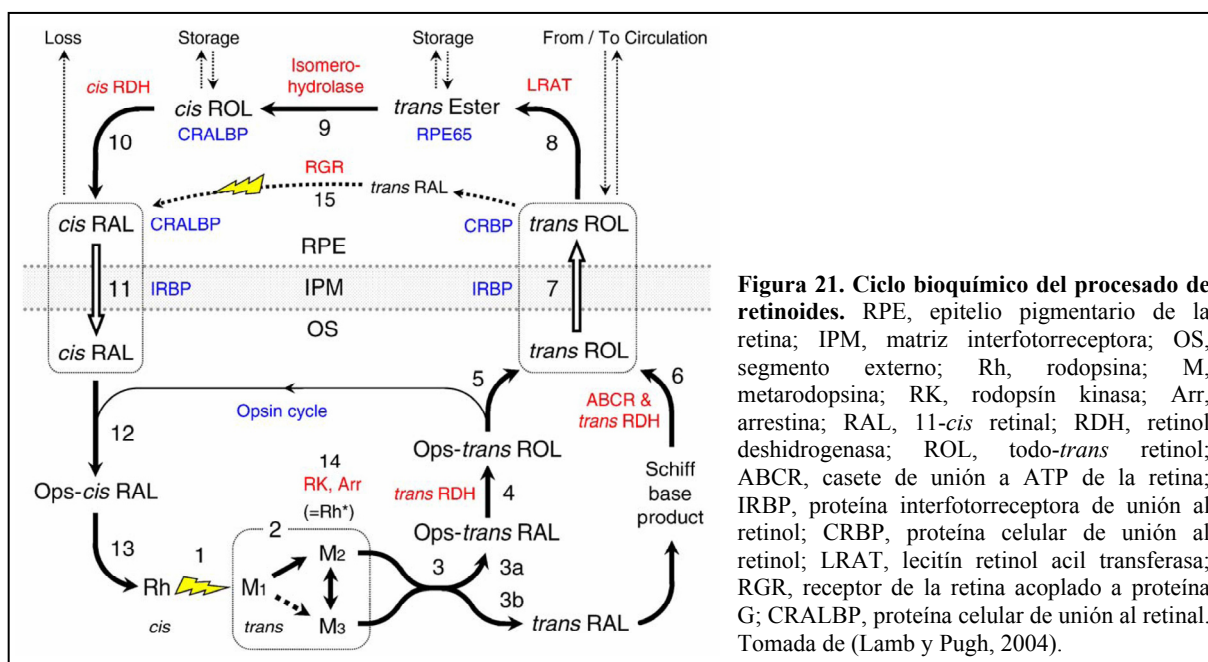 Loss
Storage
Storage
From / To Circulation
cis RDH
Isomero-
hydrolase
LRAT
cis ROL
trans Ester
CRALBP
9
RPE65
10
8
RGR
trans RAL
15
cis RAL
CRALBP
CRBP
trans ROL
RPE
11
IRBP
IPM
IRBP
7
OS
cis RAL
trans ROL
5
6
Opsin cycle
ABCR &
trans RDH
12
Ops-trans ROL
14
Ops-cis RAL
RK, Arr
trans RDH
4
Schiff
base
product
(=Rh*)
Ops-trans RAL
13
1
2
M2
3
3a
Rh
M1
3b
cis
trans
M3
trans RAL
Figura 21. Ciclo bioquímico del procesado de
retinoides. RPE, epitelio pigmentario de la
retina; IPM, matriz interfotorreceptora; OS,
segmento externo; Rh, rodopsina; M,
metarodopsina; RK, rodopsín kinasa; Arr,
arrestina; RAL, 11-cis retinal; RDH, retinol
deshidrogenasa; ROL, todo-trans retinol;
ABCR, casete de unión a ATP de la retina;
IRBP, proteína interfotorreceptora de unión al
retinol; CRBP, proteína celular de unión al
retinol; LRAT, lecitín retinol acil transferasa;
RGR, receptor de la retina acoplado a proteína
G; CRALBP, proteína celular de unión al retinal.
Tomada de (Lamb y Pugh, 2004).